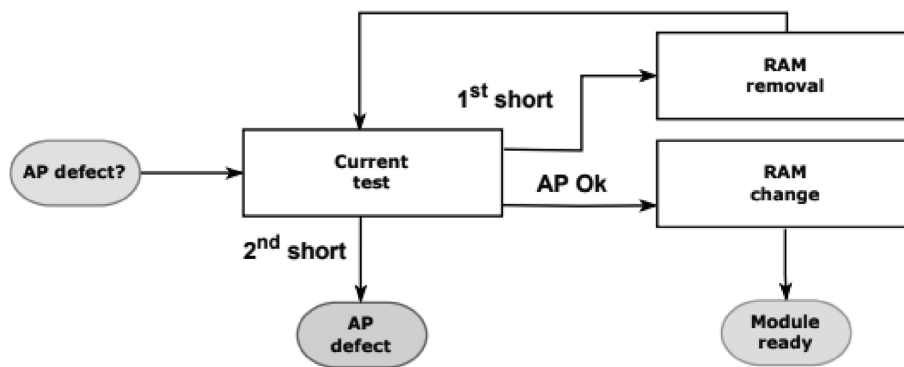 RAM
removal
1st short
AP defect?
Current
test
AP Ok
RAM
change
2nd short
AP
defect
Module
ready